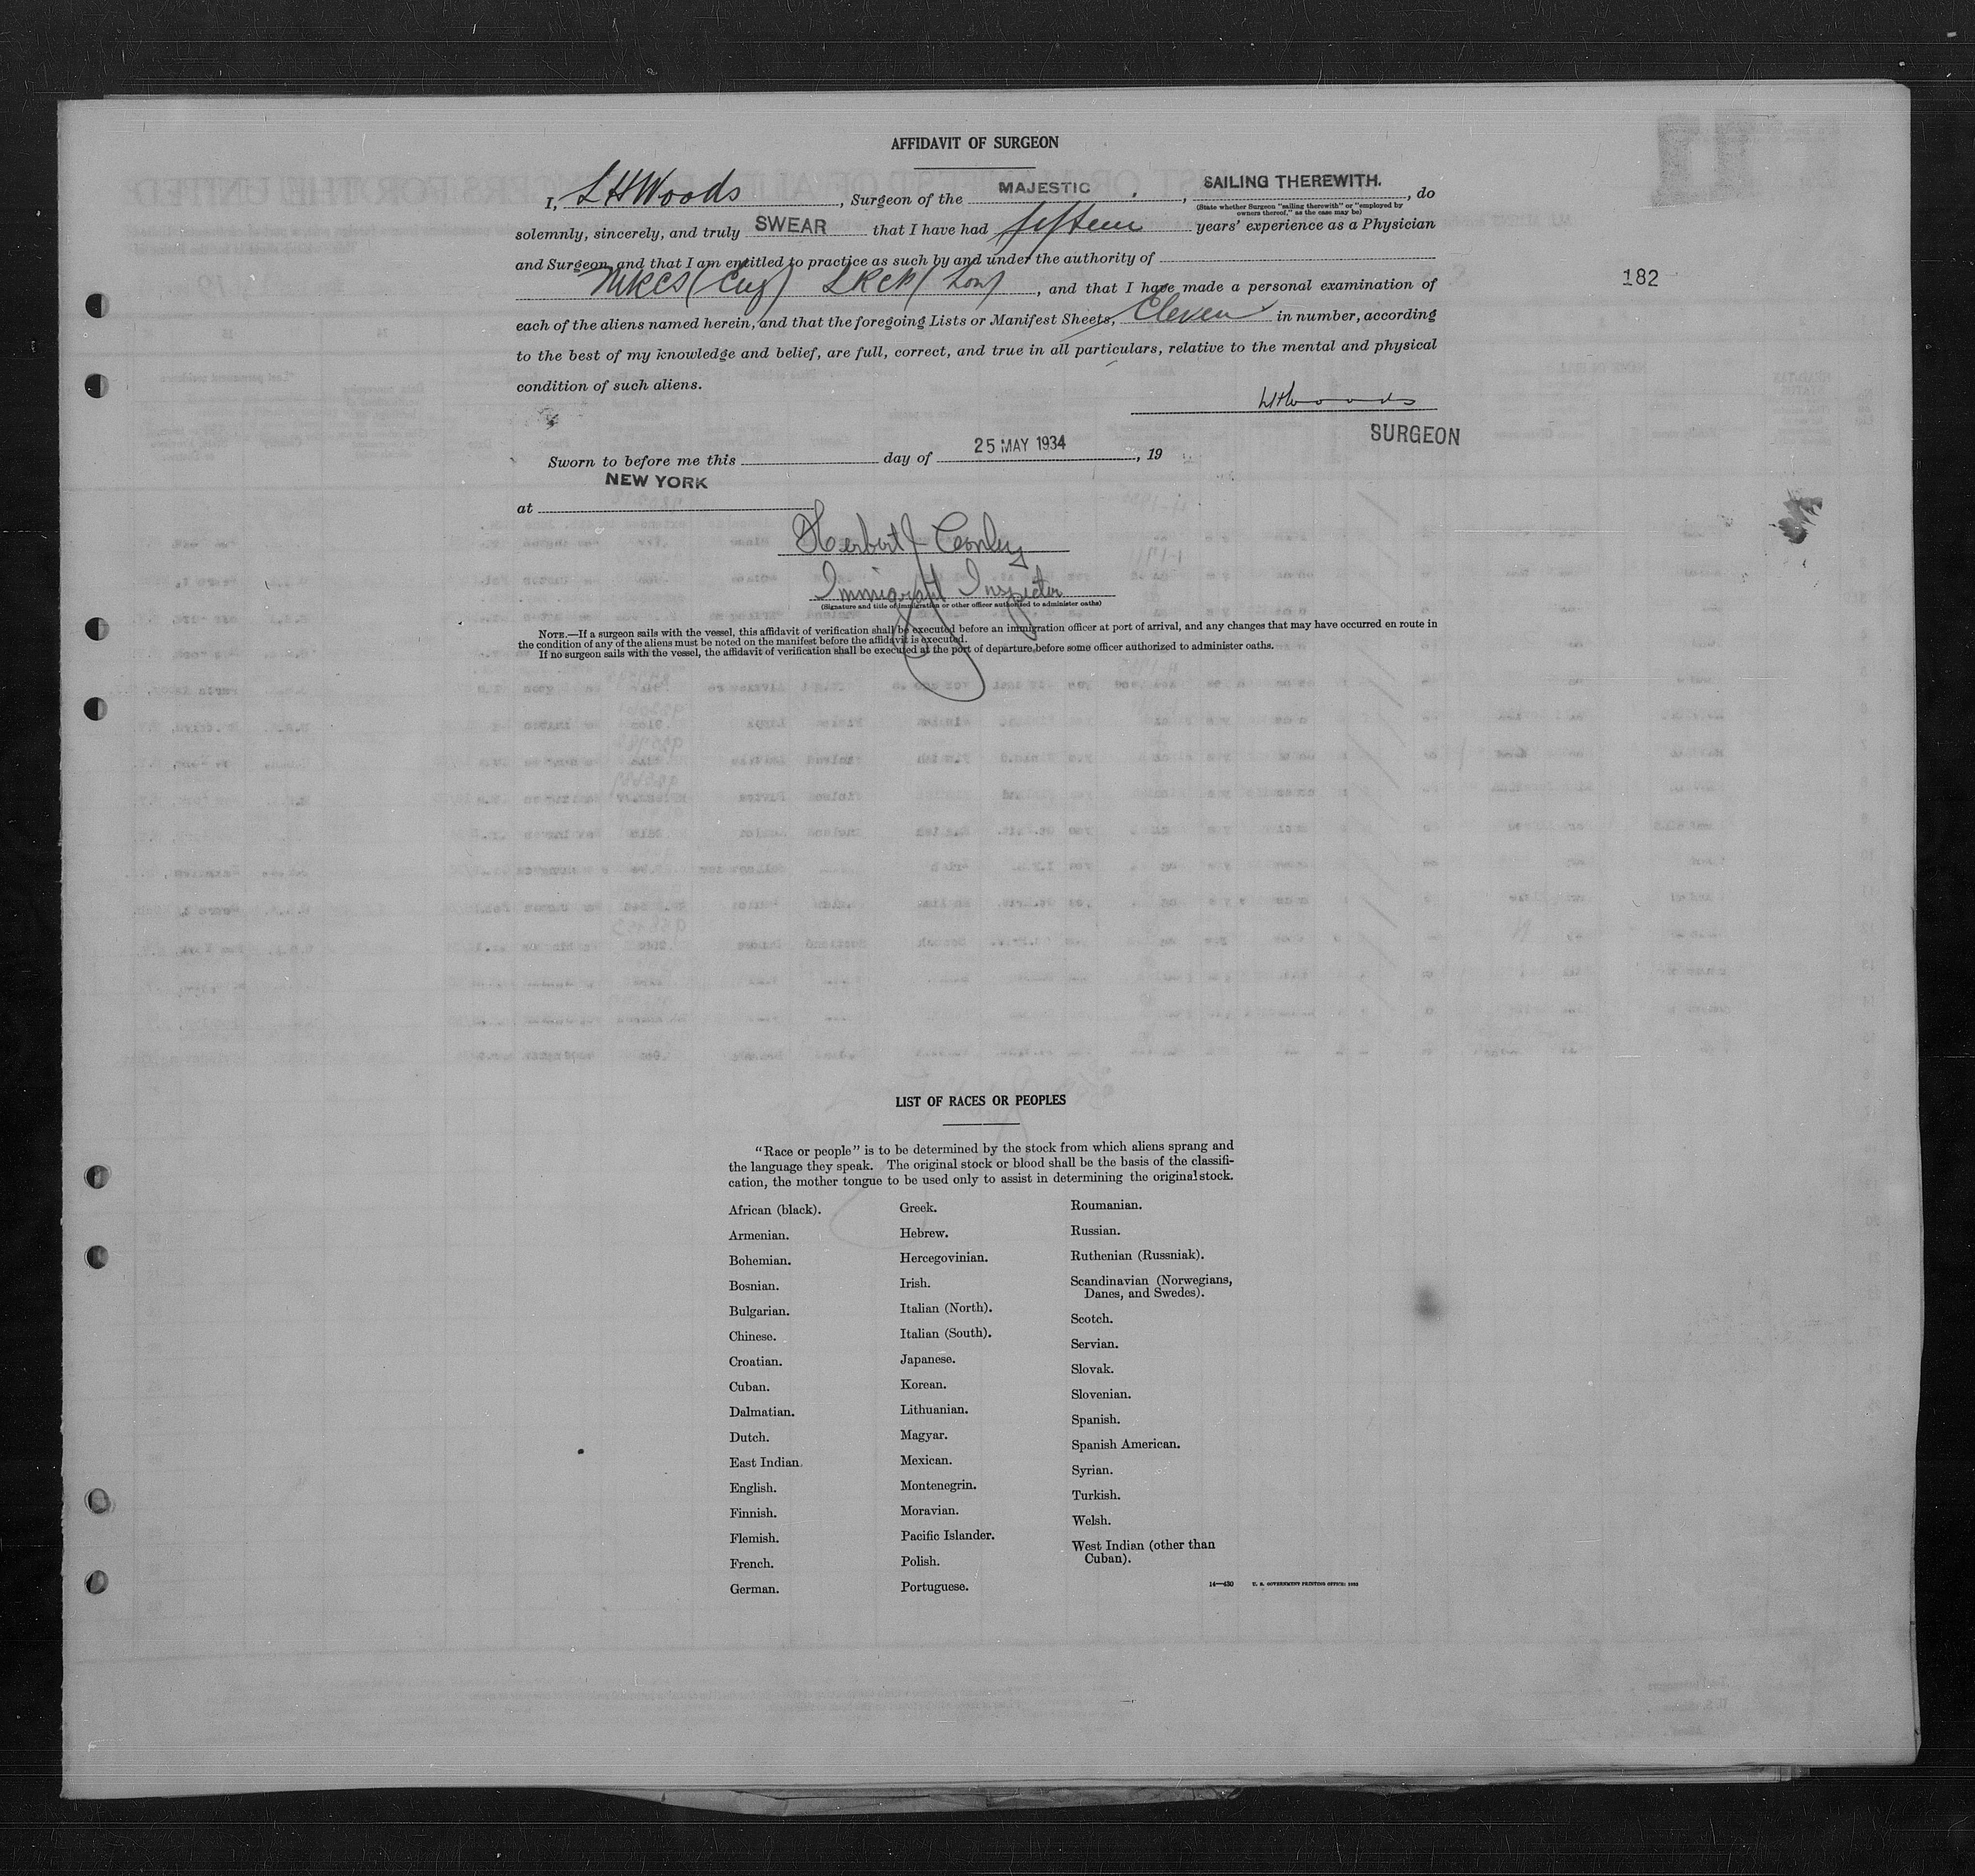 AFFIDAVIT OF SURGEON
I, L H Woods, Surgeon of the MAJESTIC, SAILING THEREWITH., do
(State whether Surgeon "sailing therewith" or "employed by
owners thereof," as the case may be)
solemnly, sincerely, and truly SWEAR that I have had fifteen years' experience as a Physician
and Surgeon, and that I am entitled to practice as such by and under the authority of
MRCS (Eng) LRCP (Lon), and that I have made a personal examination of
182
each of the aliens named herein, and that the foregoing Lists or Manifest Sheets, Eleven in number, according
to the best of my knowledge and belief, are full, correct, and true in all particulars, relative to the mental and physical
condition of such aliens.
LHWoods
SURGEON
Sworn to before me this day of 25 MAY 1934, 19
at NEW YORK
Herbert J Conley
Immigrant Inspector
(Signature and title of immigration or other officer authorized to administer oaths)
NOTE.—If a surgeon sails with the vessel, this affidavit of verification shall be executed before an immigration officer at port of arrival, and any changes that may have occurred en route in
the condition of any of the aliens must be noted on the manifest before the affidavit is executed.
If no surgeon sails with the vessel, the affidavit of verification shall be executed at the port of departure before some officer authorized to administer oaths.
LIST OF RACES OR PEOPLES
"Race or people" is to be determined by the stock from which aliens sprang and
the language they speak. The original stock or blood shall be the basis of the classifi-
cation, the mother tongue to be used only to assist in determining the original stock.
African (black).
Armenian.
Bohemian.
Bosnian.
Bulgarian.
Chinese.
Croatian.
Cuban.
Dalmatian.
Dutch.
East Indian.
English.
Finnish.
Flemish.
French.
German.
Greek.
Hebrew.
Hercegovinian.
Irish.
Italian (North).
Italian (South).
Japanese.
Korean.
Lithuanian.
Magyar.
Mexican.
Montenegrin.
Moravian.
Pacific Islander.
Polish.
Portuguese.
Roumanian.
Russian.
Ruthenian (Russniak).
Scandinavian (Norwegians,
Danes, and Swedes).
Scotch.
Servian.
Slovak.
Slovenian.
Spanish.
Spanish American.
Syrian.
Turkish.
Welsh.
West Indian (other than
Cuban).
14—430 U. S. GOVERNMENT PRINTING OFFICE